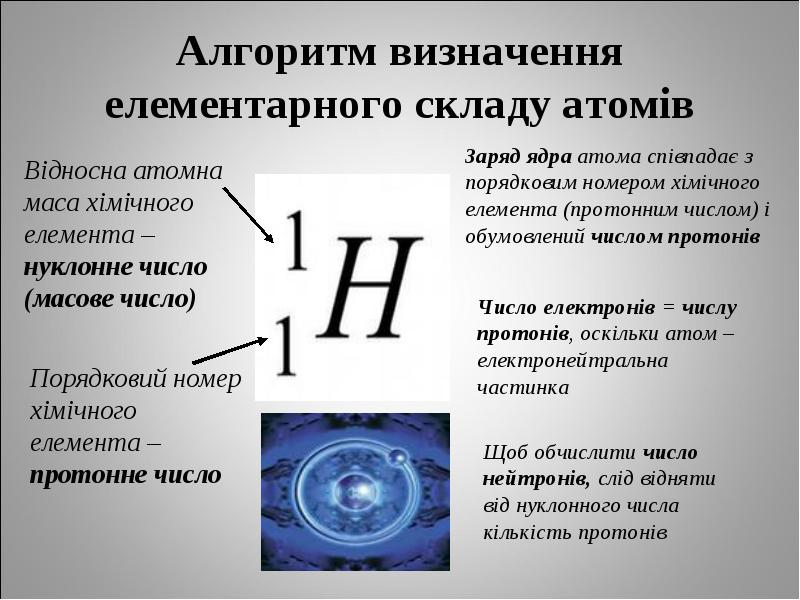 Алгоритм визначення
елементарного складу атомів
Відносна атомна
маса хімічного
елемента –
нуклонне число
(масове число)
1
1
H
Порядковий номер
хімічного
елемента –
протонне число
Заряд ядра атома співпадає з
порядковим номером хімічного
елемента (протонним числом) і
обумовлений числом протонів
Число електронів = числу
протонів, оскільки атом –
електронейтральна
частинка
Щоб обчислити число
нейтронів, слід відняти
від нуклонного числа
кількість протонів